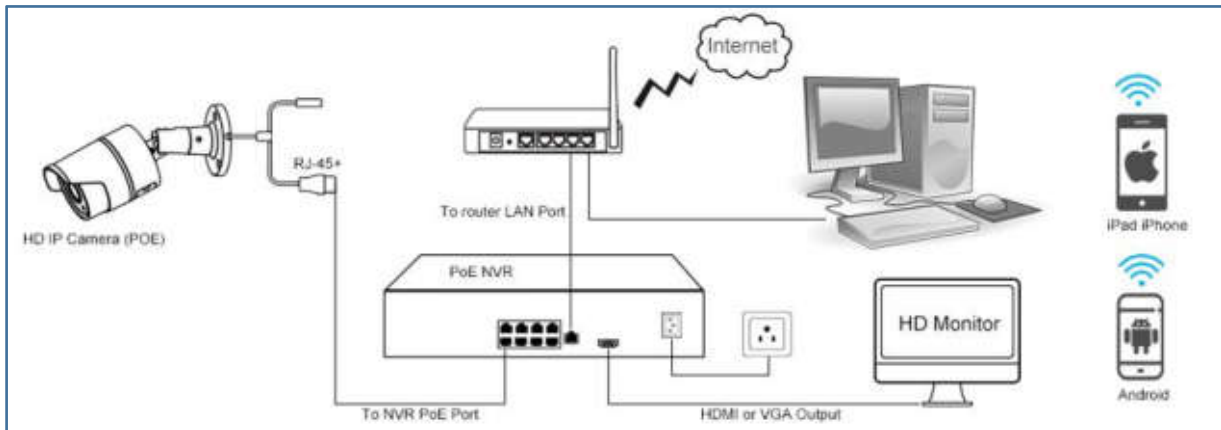 Internet
RJ-45+
To router LAN Port
HD IP Camera (POE)
iPad iPhone
PoE NVR
HD Monitor
Android
To NVR PoE Port
HDMI or VGA Output